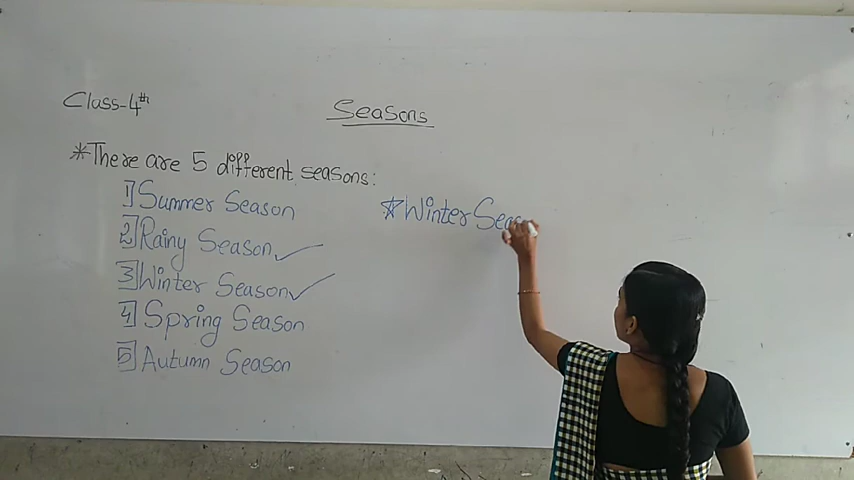 Class-4th
Seasons
*There are 5 different seasons:
1] Summer Season
2] Rainy Season ✓
3] Winter Season ✓
4] Spring Season
5] Autumn Season
*Winter Seaso